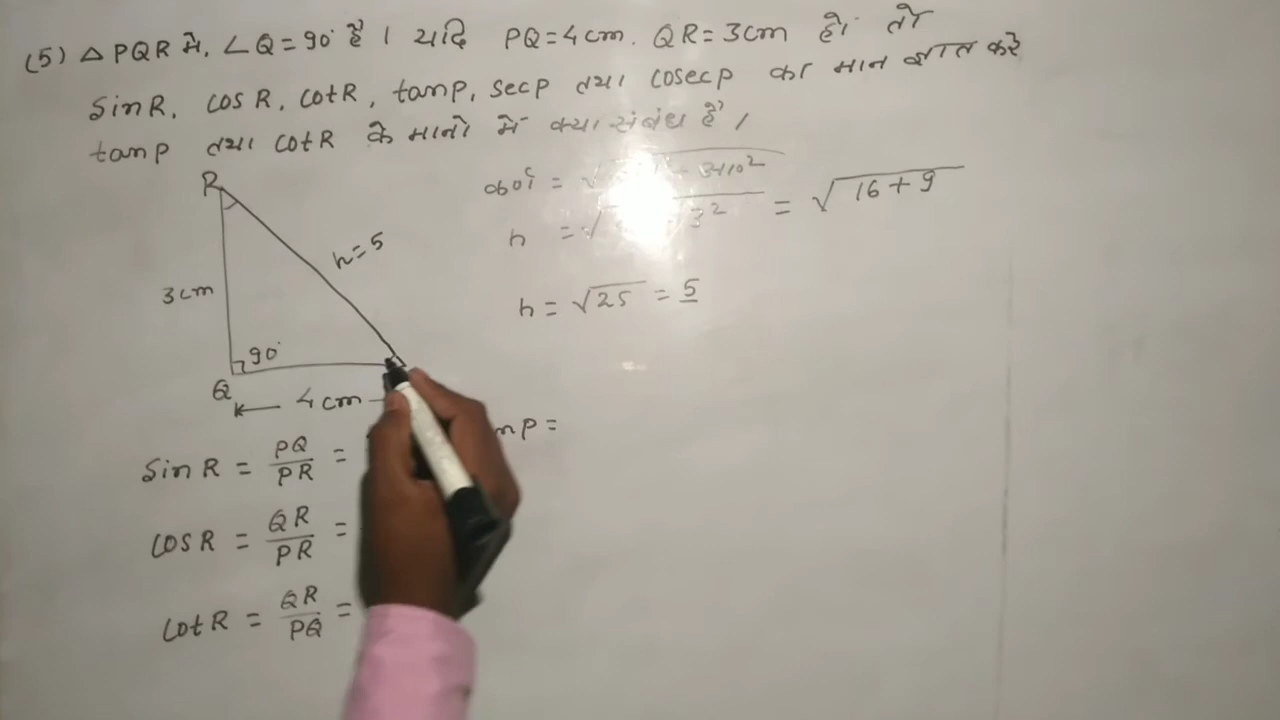 (5) △ PQR मे, ∠Q = 90° है । यदि PQ = 4cm. QR = 3cm हो। तो
SinR, COSR, CotR, tanp, secp तथा Cosecp का मान ज्ञात करे
tanp तथा CotR के मानो मे क्या संबंध है ।
R
h = 5
3cm
90°
Q
4cm
= √
h = √ 3² = √16 + 9
h = √25 = 5
SinR = PQ/PR =
COSR = QR/PR =
CotR = QR/PQ =
P =